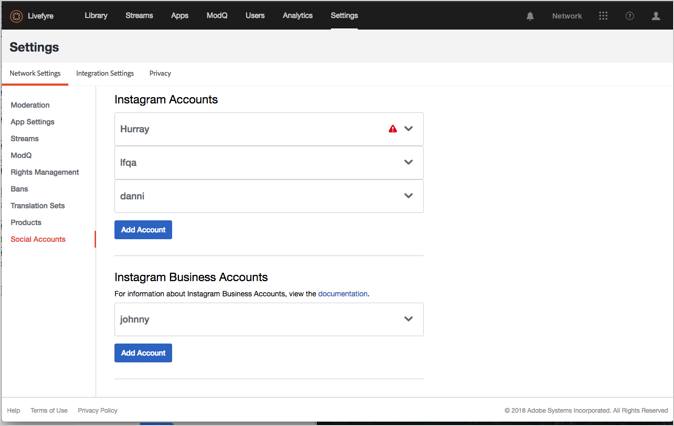 Livefyre Library Streams Apps ModQ Users Analytics Settings Network
Settings
Network Settings Integration Settings Privacy
Moderation
App Settings
Streams
ModQ
Rights Management
Bans
Translation Sets
Products
Social Accounts
Instagram Accounts
Hurray
lfqa
danni
Add Account
Instagram Business Accounts
For information about Instagram Business Accounts, view the documentation.
johnny
Add Account
Help Terms of Use Privacy Policy © 2018 Adobe Systems Incorporated. All Rights Reserved